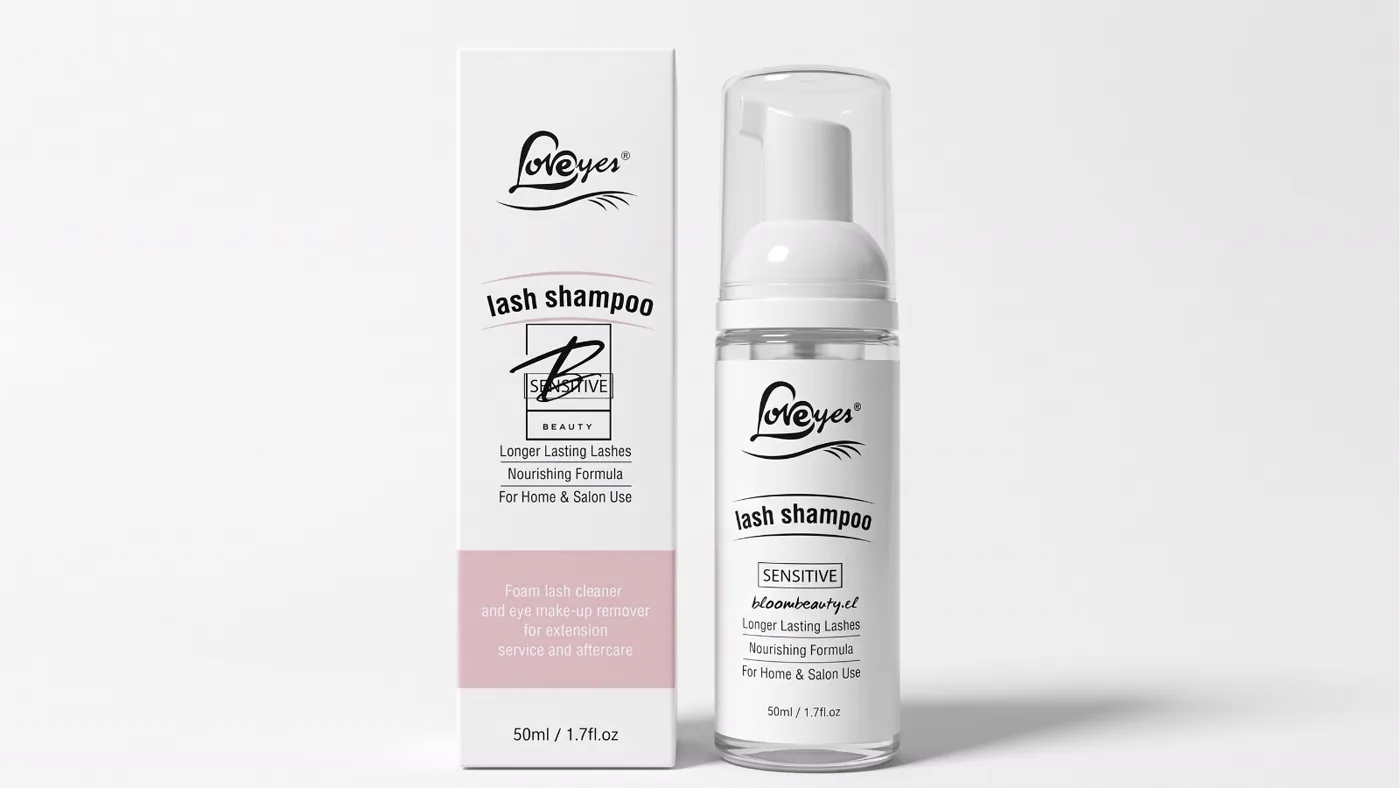 Loveyes®
lash shampoo
B
SENSITIVE
BEAUTY
Longer Lasting Lashes
Nourishing Formula
For Home & Salon Use
Foam lash cleaner
and eye make-up remover
for extension
service and aftercare
50ml / 1.7fl.oz
Loveyes®
lash shampoo
SENSITIVE
bloombeauty.cl
Longer Lasting Lashes
Nourishing Formula
For Home & Salon Use
50ml / 1.7fl.oz